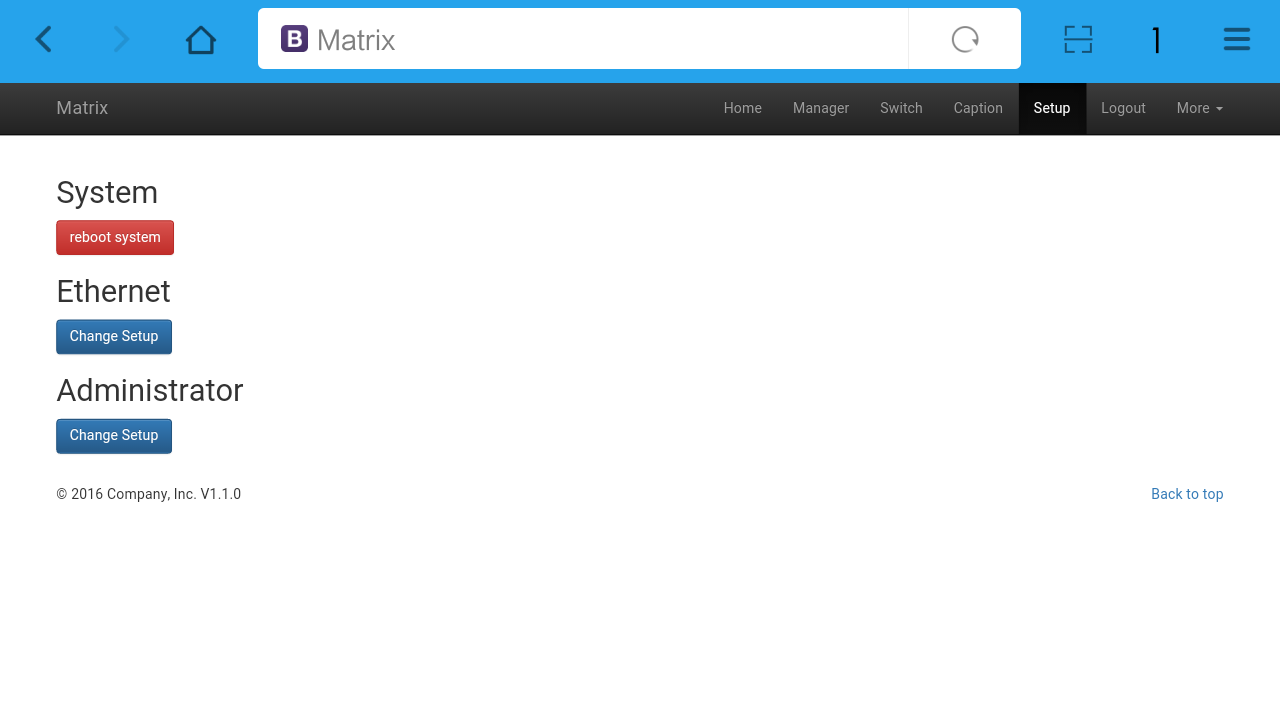 B Matrix 1
Matrix Home Manager Switch Caption Setup Logout More
System
reboot system
Ethernet
Change Setup
Administrator
Change Setup
© 2016 Company, Inc. V1.1.0 Back to top